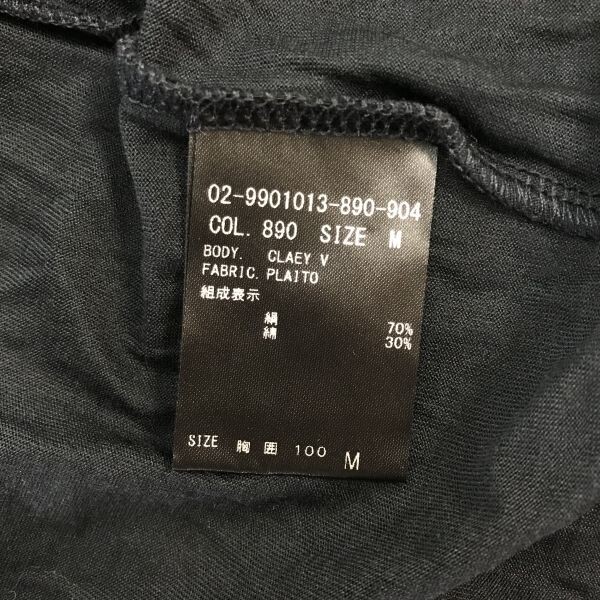 02-9901013-890-904
COL. 890 SIZE M
BODY. CLAEY V
FABRIC. PLAITO
組成表示
絹 70%
綿 30%
SIZE 胸囲 100 M